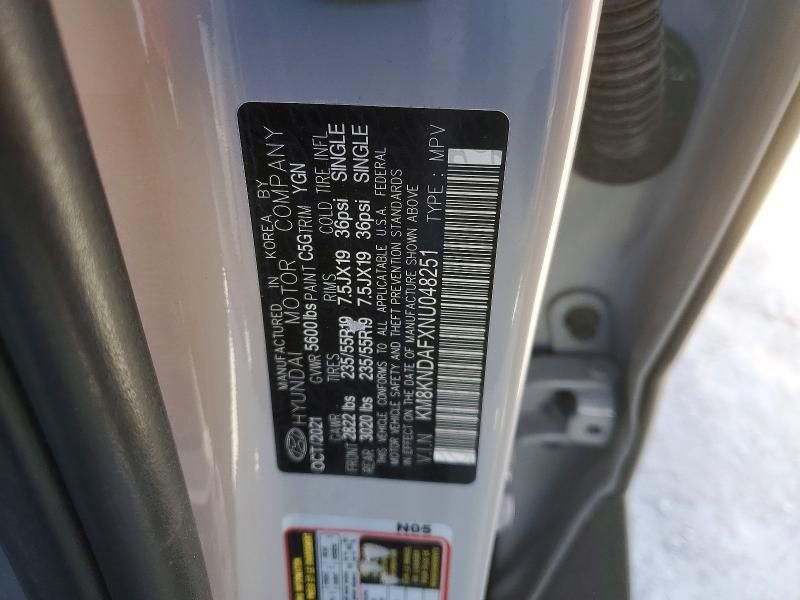 MANUFACTURED IN KOREA BY
HYUNDAI MOTOR COMPANY
OCT/2021 GVWR 5600lbs PAINT C5G TRIM YGN
GAWR TIRES RIMS COLD TIRE INFL
FRONT 2822 lbs 235/55R19 7.5JX19 36psi SINGLE
REAR 3020 lbs 235/55R19 7.5JX19 36psi SINGLE
THIS VEHICLE CONFORMS TO ALL APPLICABLE U.S.A. FEDERAL
MOTOR VEHICLE SAFETY AND THEFT PREVENTION STANDARDS
IN EFFECT ON THE DATE OF MANUFACTURE SHOWN ABOVE
V.I.N KM8KNDAFXNU048251 TYPE : MPV
N05